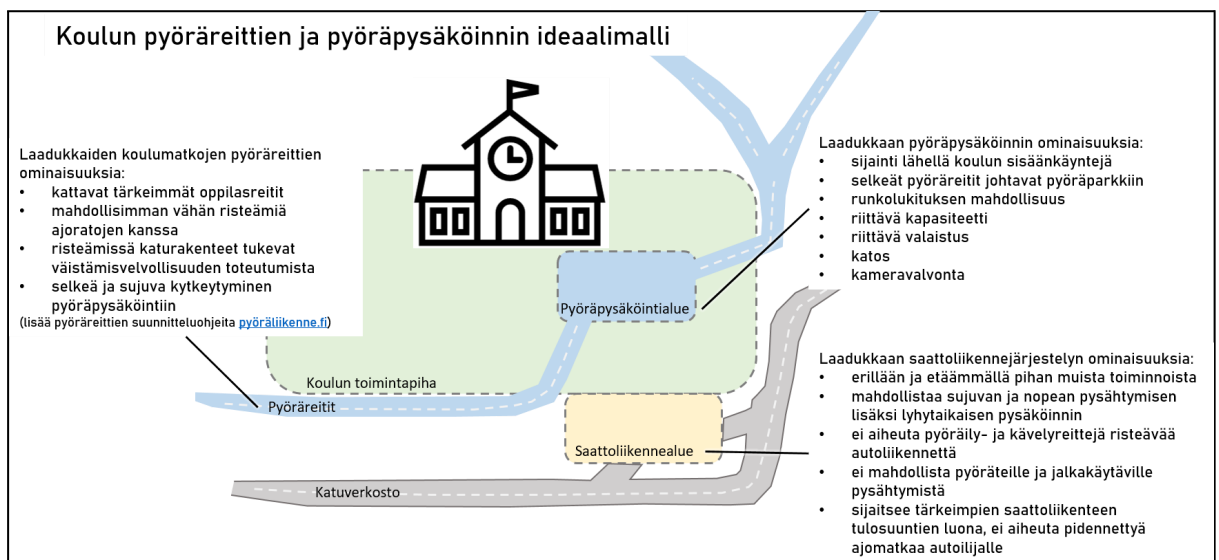 Koulun pyöräreittien ja pyöräpysäköinnin ideaalimalli
Laadukkaiden koulumatkojen pyöräreittien
ominaisuuksia:
• kattavat tärkeimmät oppilasreitit
• mahdollisimman vähän risteämiä
ajoratojen kanssa
• risteämissä katurakenteet tukevat
väistämisvelvollisuuden toteutumista
• selkeä ja sujuva kytkeytyminen
pyöräpysäköintiin
(lisää pyöräreittien suunnitteluohjeita pyöräliikenne.fi)
Laadukkaan pyöräpysäköinnin ominaisuuksia:
• sijainti lähellä koulun sisäänkäyntejä
• selkeät pyöräreitit johtavat pyöräparkkiin
• runkolukituksen mahdollisuus
• riittävä kapasiteetti
• riittävä valaistus
• katos
• kameravalvonta
Pyöräpysäköintialue
Koulun toimintapiha
Pyöräreitit
Saattoliikennealue
Katuverkosto
Laadukkaan saattoliikennejärjestelyn ominaisuuksia:
• erillään ja etäämmällä pihan muista toiminnoista
• mahdollistaa sujuvan ja nopean pysähtymisen
lisäksi lyhytaikaisen pysäköinnin
• ei aiheuta pyöräily- ja kävelyreittejä risteävää
autoliikennettä
• ei mahdollista pyöräteille ja jalkakäytäville
pysähtymistä
• sijaitsee tärkeimpien saattoliikenteen
tulosuuntien luona, ei aiheuta pidennettyä
ajomatkaa autoilijalle